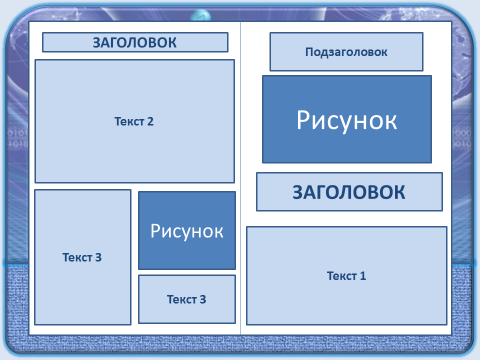 ЗАГОЛОВОК
Текст 2
Текст 3
Рисунок
Текст 3
Подзаголовок
Рисунок
ЗАГОЛОВОК
Текст 1